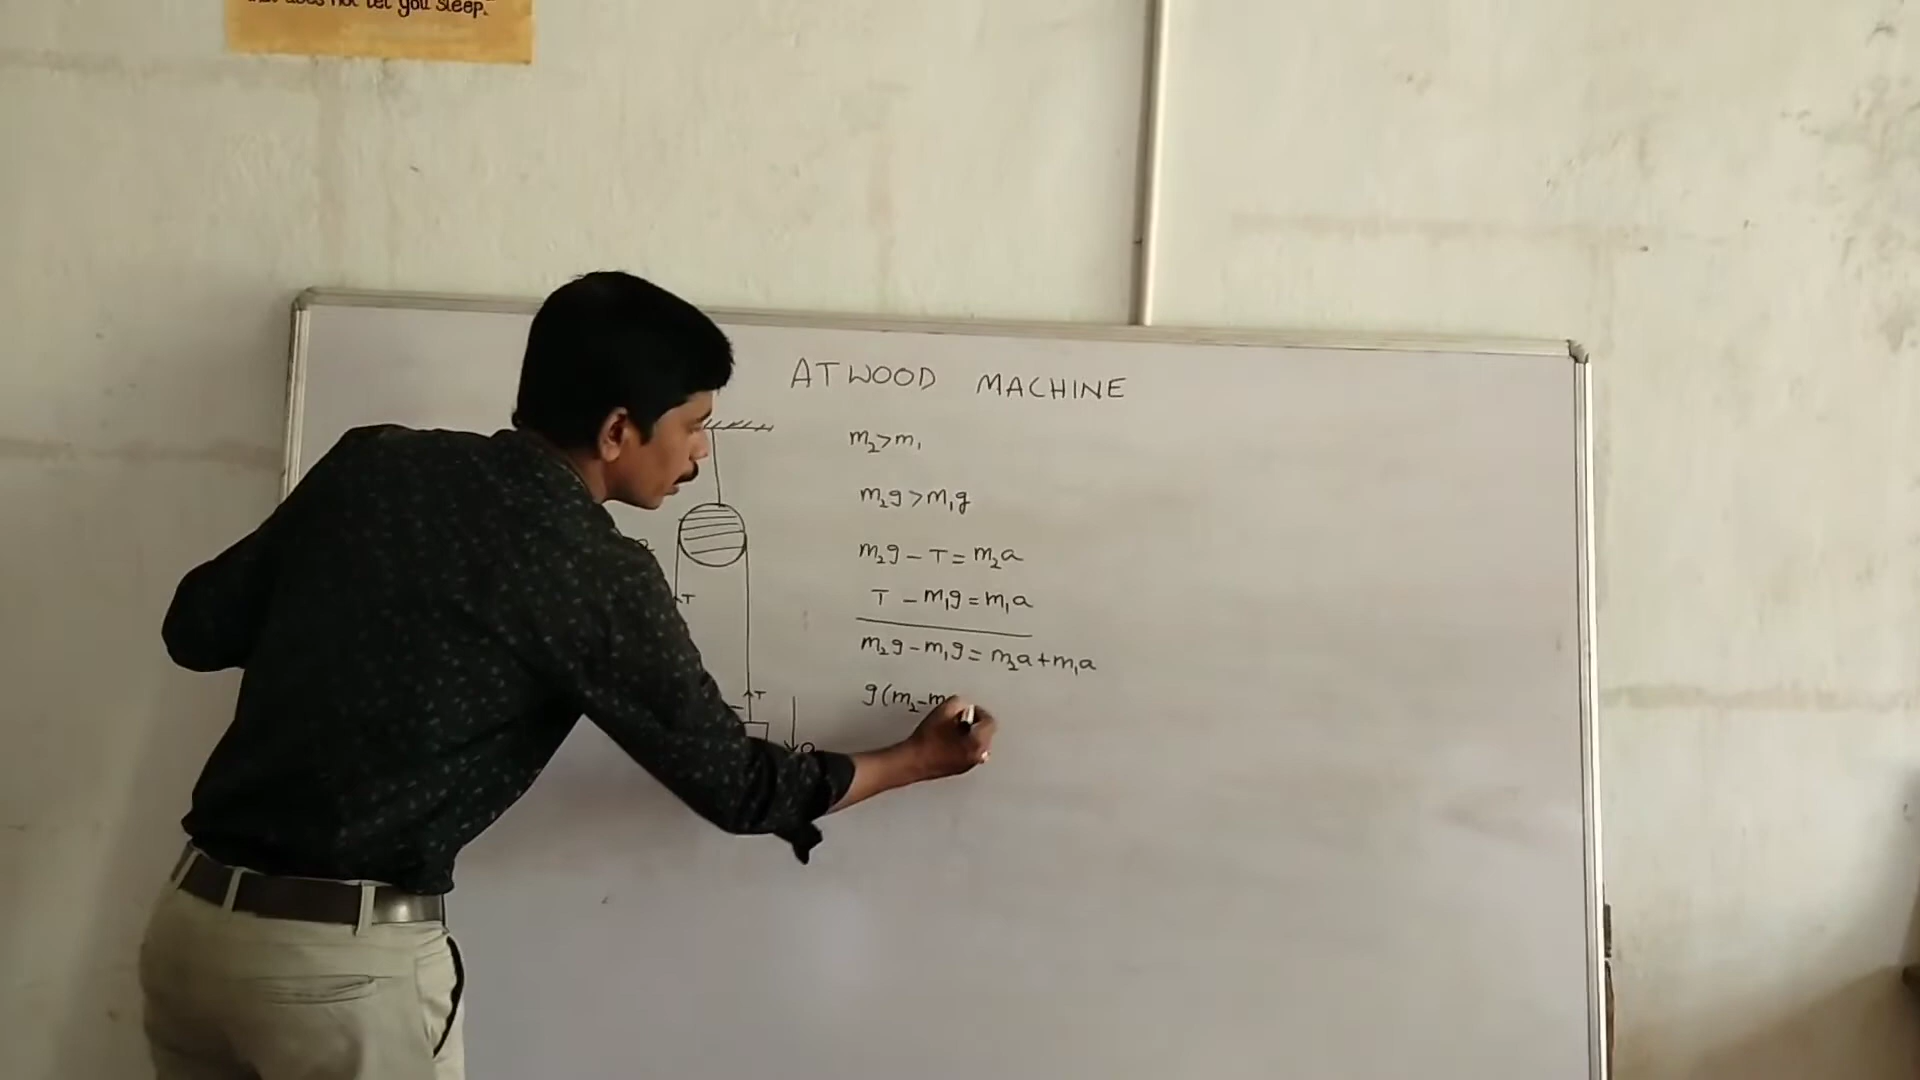 does not let you sleep."
ATWOOD MACHINE
m₂>m₁
m₂g>m₁g
m₂g - T = m₂a
T - m₁g = m₁a
m₂g - m₁g = m₂a + m₁a
g(m₂-m
T
T
a